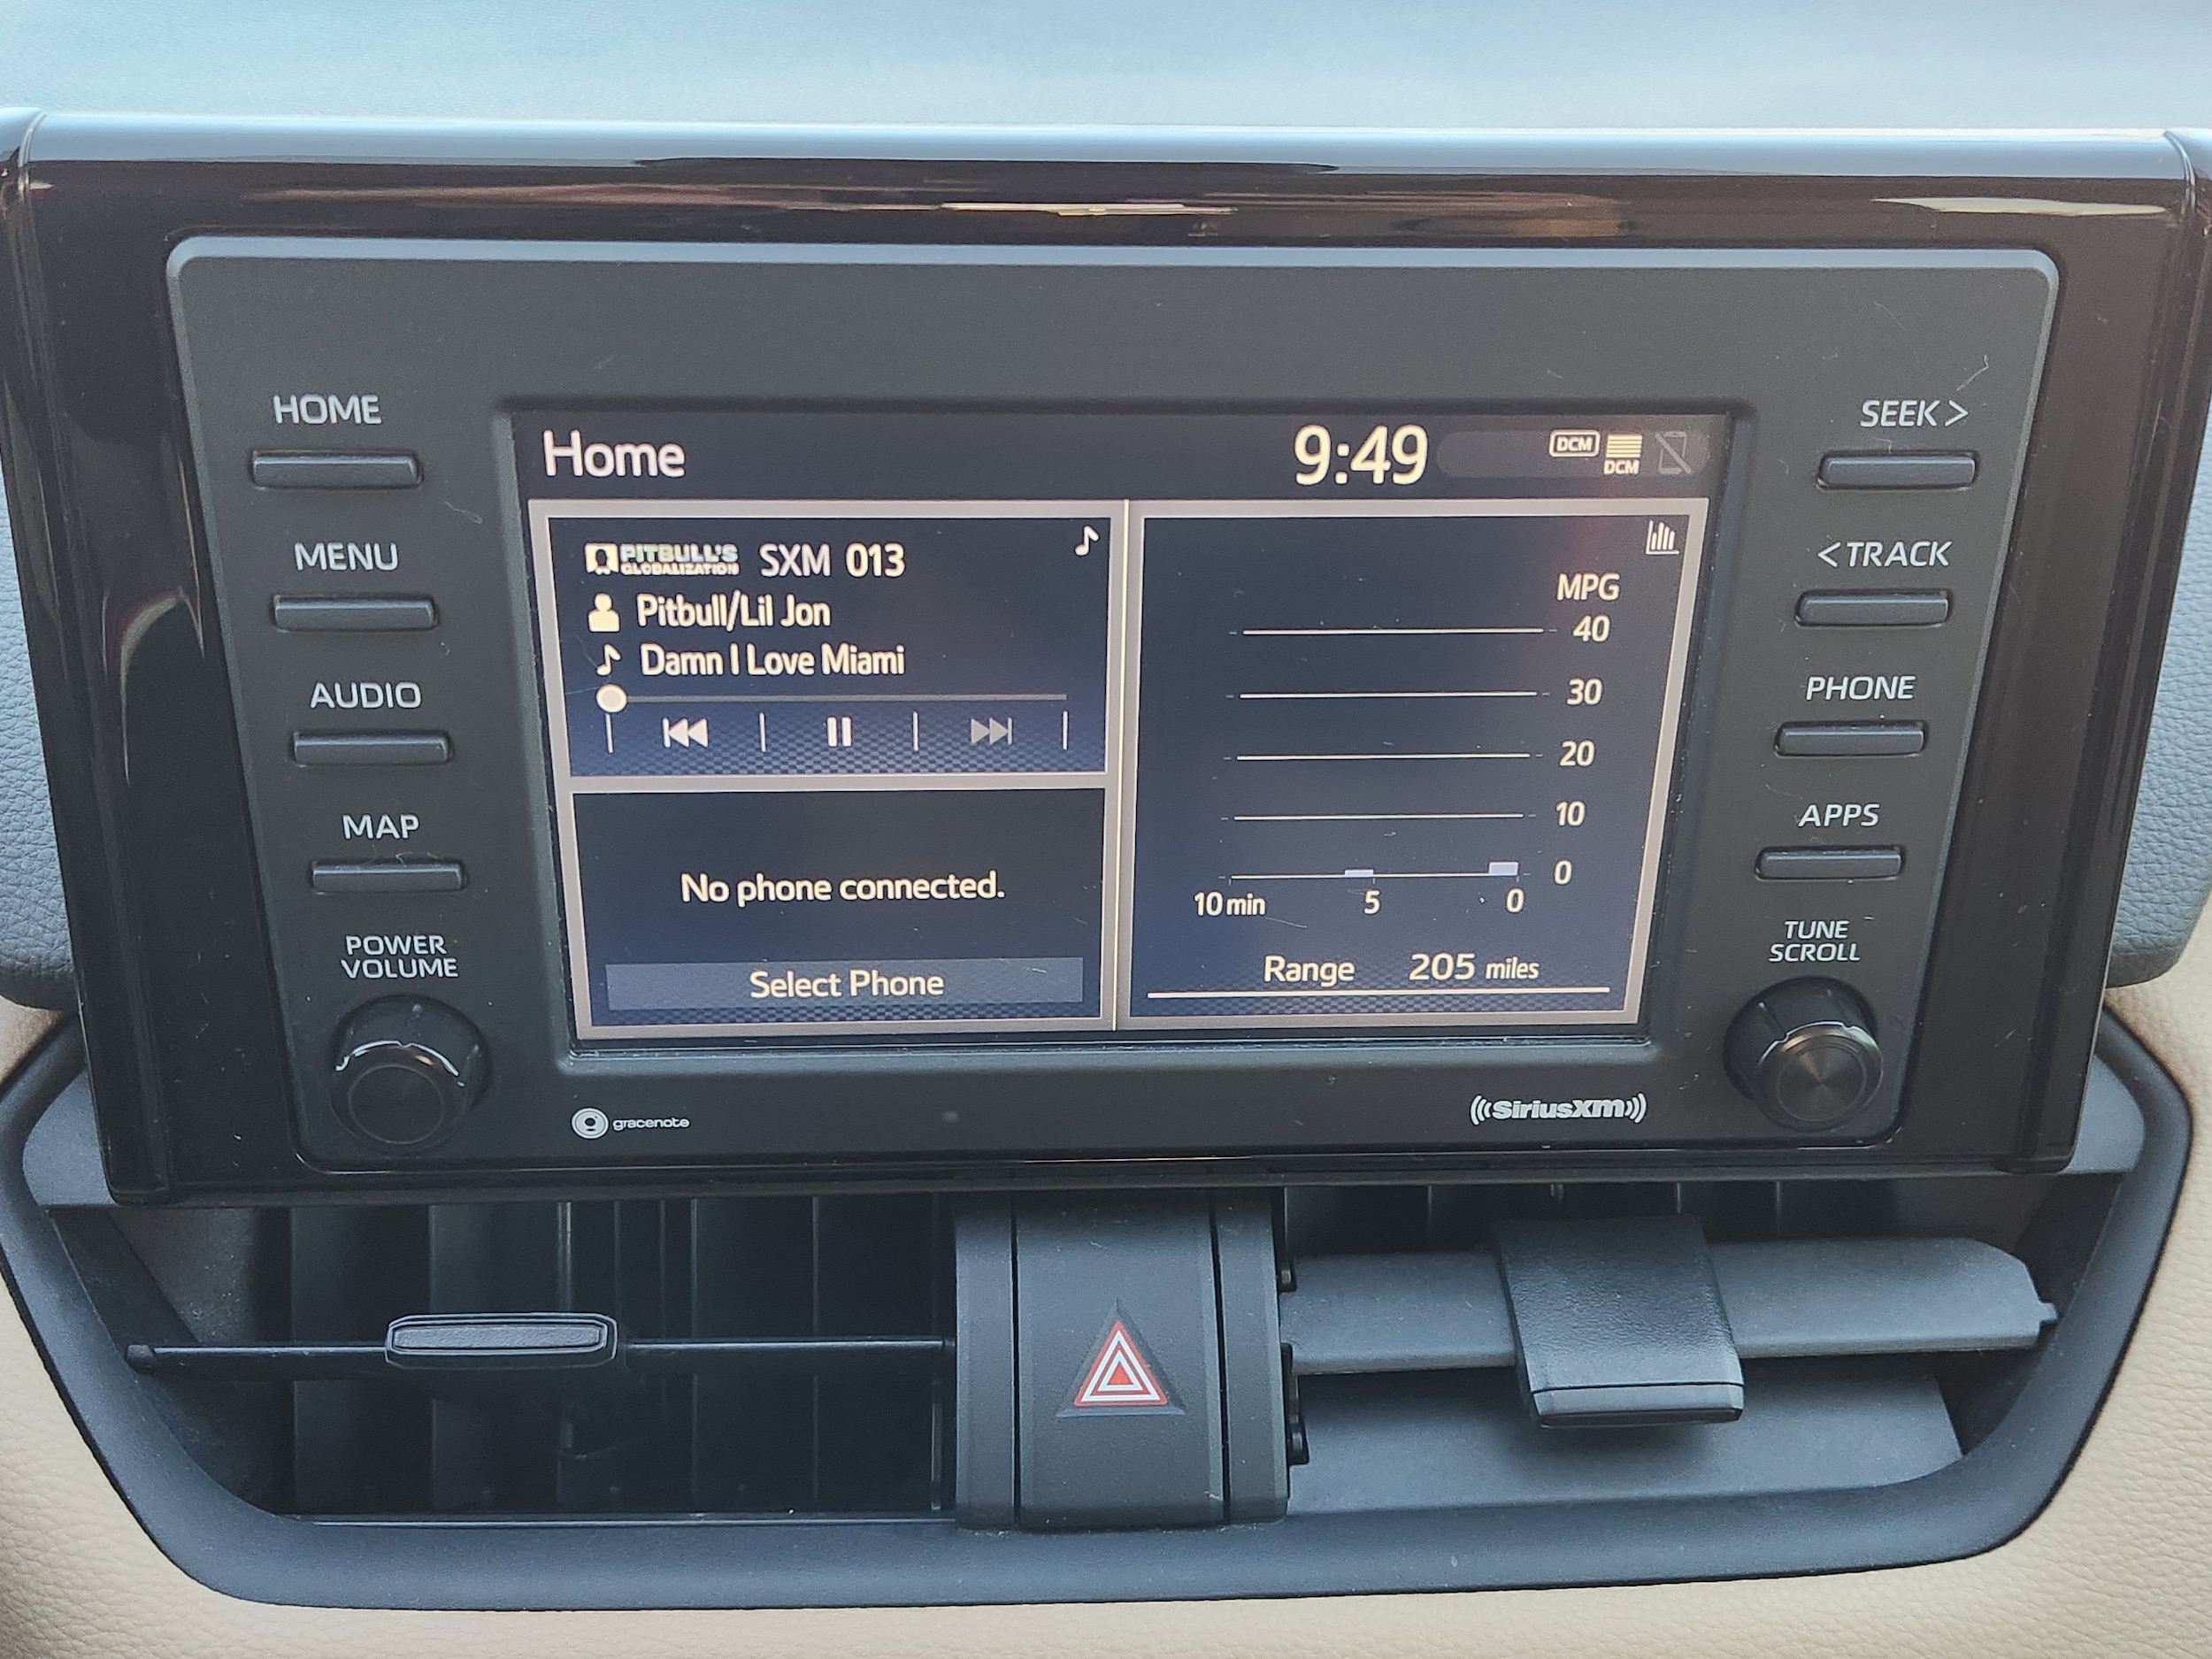 HOME
MENU
AUDIO
MAP
POWER
VOLUME
Home
9:49
DCM
DCM
PITBULL'S
GLOBALIZATION
SXM 013
Pitbull/Lil Jon
Damn I Love Miami
No phone connected.
Select Phone
MPG
40
30
20
10
0
10 min 5 0
Range 205 miles
SEEK >
< TRACK
PHONE
APPS
TUNE
SCROLL
gracenote
((SiriusXM))